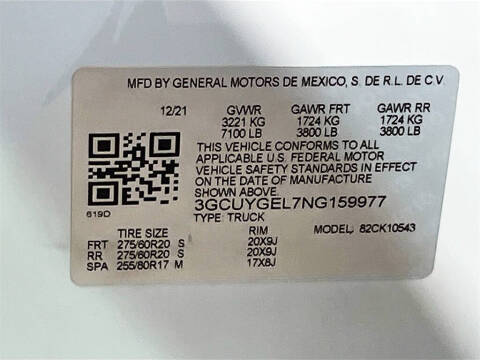 MFD BY GENERAL MOTORS DE MEXICO, S. DE R.L. DE C.V.
12/21 GVWR GAWR FRT GAWR RR
3221 KG 1724 KG 1724 KG
7100 LB 3800 LB 3800 LB
THIS VEHICLE CONFORMS TO ALL
APPLICABLE U.S. FEDERAL MOTOR
VEHICLE SAFETY STANDARDS IN EFFECT
ON THE DATE OF MANUFACTURE
SHOWN ABOVE.
619D
3GCUYGEL7NG159977
TYPE: TRUCK
MODEL: 82CK10543
TIRE SIZE RIM
FRT 275/60R20 S 20X9J
RR 275/60R20 S 20X9J
SPA 255/80R17 M 17X8J